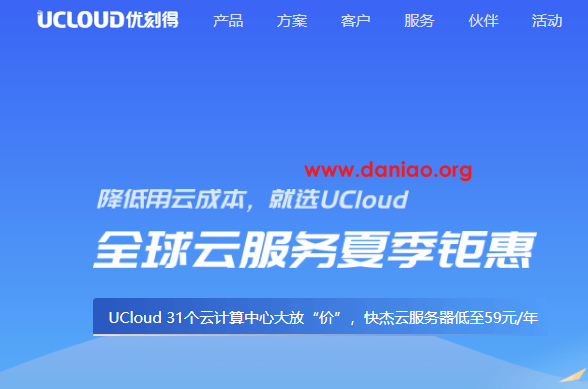 UCLOUD优刻得 产品 方案 客户 服务 伙伴 活动
www.daniao.org
降低用云成本，就选UCloud
全球云服务夏季钜惠
UCloud 31个云计算中心大放“价”，快杰云服务器低至59元/年